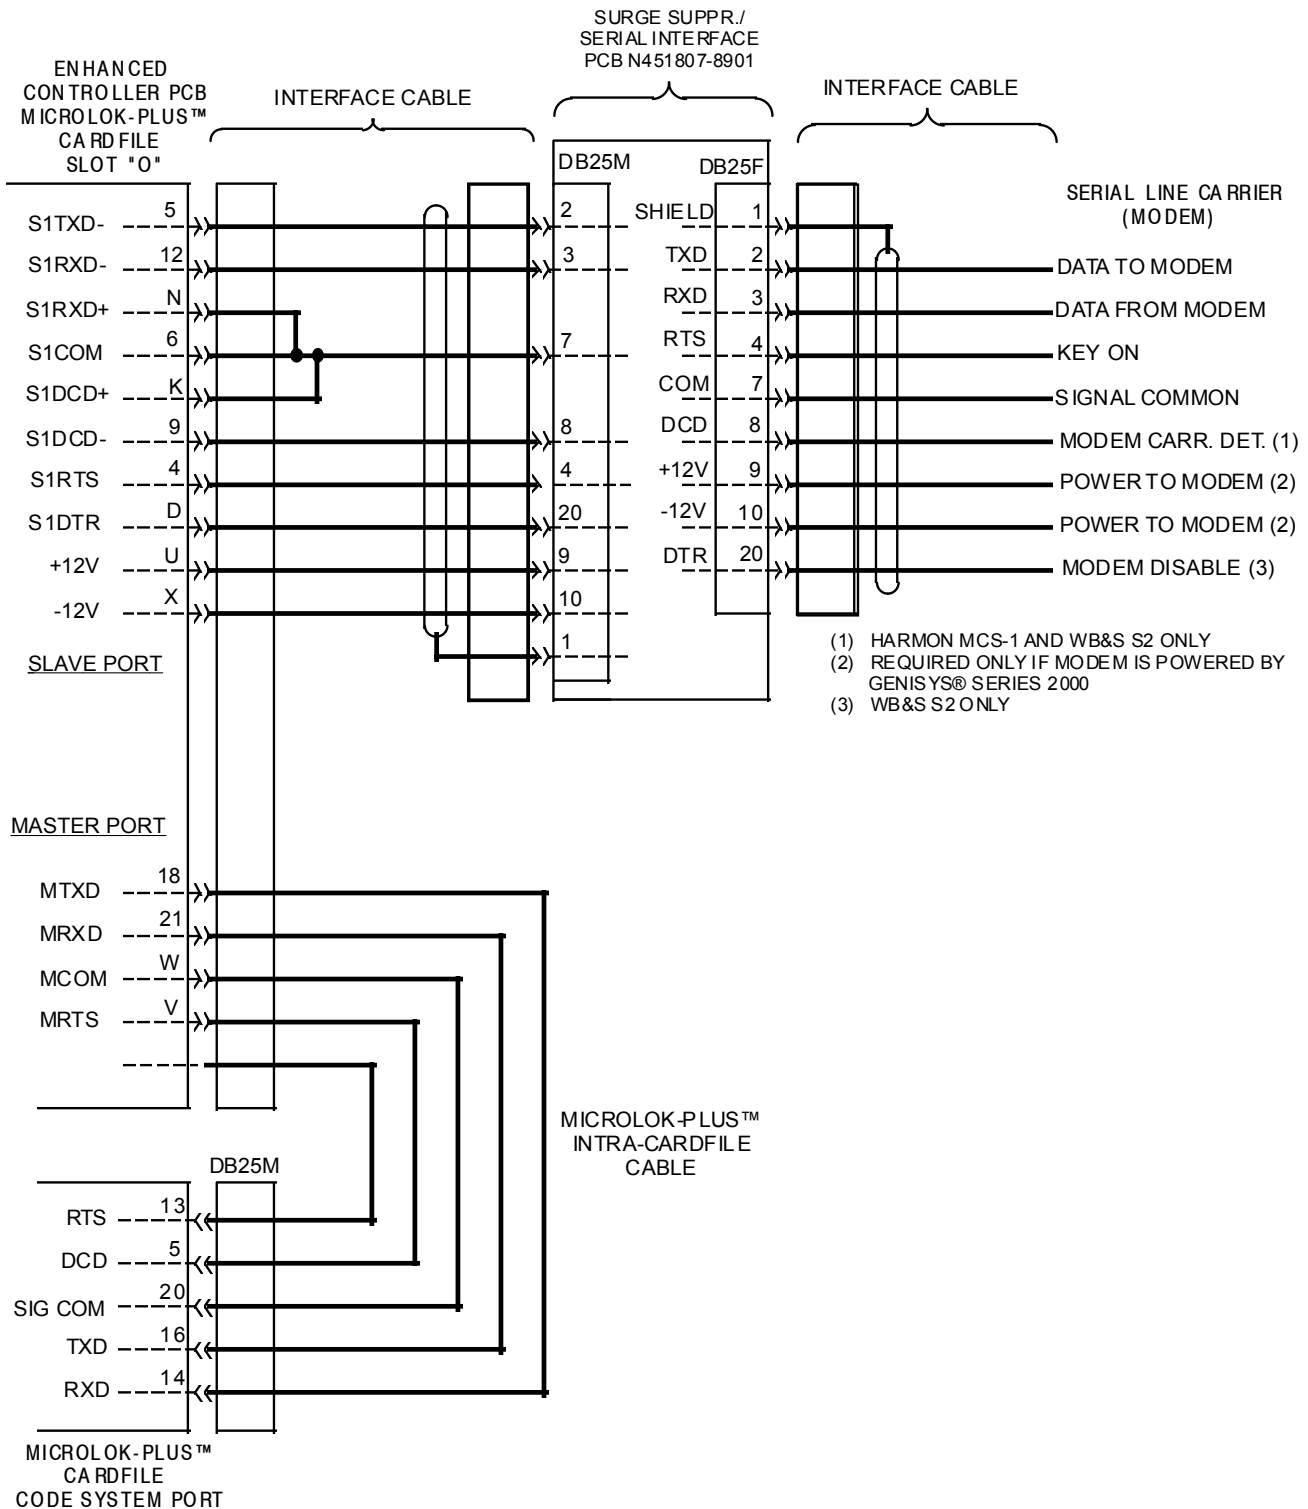 SURGE SUPPR./
SERIAL INTERFACE
PCB N451807-8901
ENHANCED
CONTROLLER PCB
MICROLOK-PLUS™
CARDFILE
SLOT "O"
INTERFACE CABLE
INTERFACE CABLE
DB25M
DB25F
SERIAL LINE CARRIER
(MODEM)
S1TXD- 5
2
SHIELD 1
S1RXD- 12
3
TXD 2
DATA TO MODEM
S1RXD+ N
RXD 3
DATA FROM MODEM
S1COM 6
7
RTS 4
KEY ON
S1DCD+ K
COM 7
SIGNAL COMMON
S1DCD- 9
8
DCD 8
MODEM CARR. DET. (1)
S1RTS 4
4
+12V 9
POWER TO MODEM (2)
S1DTR D
20
-12V 10
POWER TO MODEM (2)
+12V U
9
DTR 20
MODEM DISABLE (3)
-12V X
10
1
SLAVE PORT
(1) HARMON MCS-1 AND WB&S S2 ONLY
(2) REQUIRED ONLY IF MODEM IS POWERED BY
GENISYS® SERIES 2000
(3) WB&S S2 ONLY
MASTER PORT
MTXD 18
MRXD 21
MCOM W
MRTS V
MICROLOK-PLUS™
INTRA-CARDFILE
CABLE
DB25M
RTS 13
DCD 5
SIG COM 20
TXD 16
RXD 14
MICROLOK-PLUS™
CARDFILE
CODE SYSTEM PORT